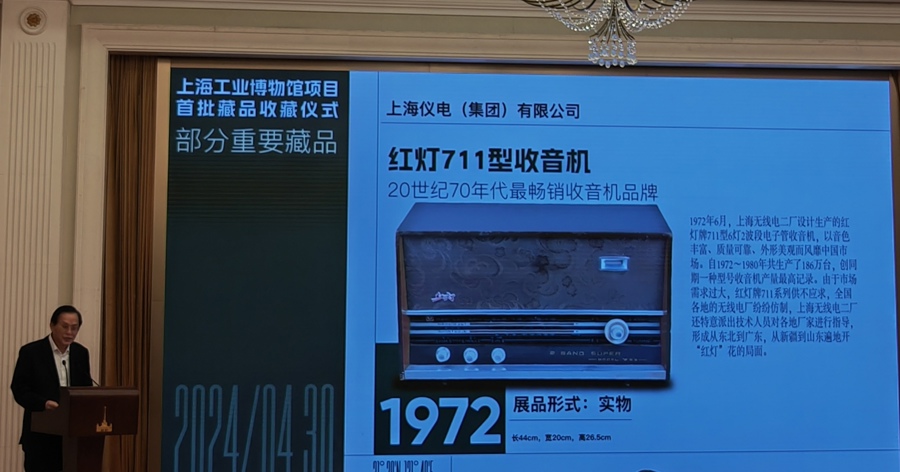 上海工业博物馆项目
首批藏品收藏仪式
部分重要藏品
2024/04.30
上海仪电（集团）有限公司
红灯711型收音机
20世纪70年代最畅销收音机品牌
1972年6月，上海无线电二厂设计生产的红
灯牌711型6灯2波段电子管收音机，以音色
丰富、质量可靠、外形美观而风靡中国市
场。自1972～1980年共生产了186万台，创同
期一种型号收音机产量最高记录。由于市场
需求过大，红灯牌711系列供不应求，全国
各地的无线电厂纷纷仿制，上海无线电二厂
还特意派出技术人员对各地厂家进行指导，
形成从东北到广东，从新疆到山东遍地开
“红灯”花的局面。
2 BAND SUPER
1972
展品形式：实物
长44cm，宽20cm，高26.5cm